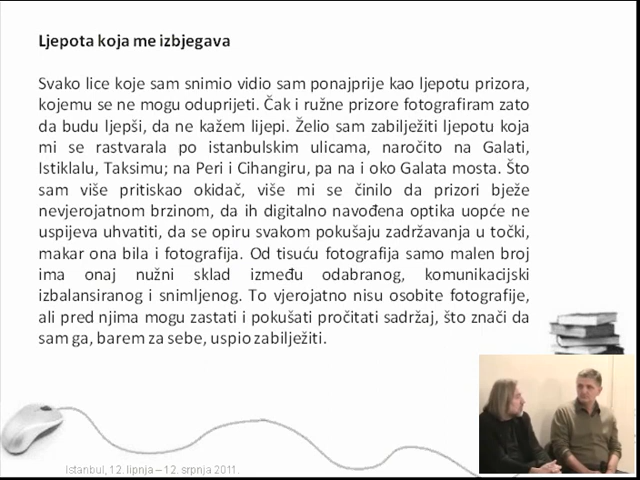 Ljepota koja me izbjegava
Svako lice koje sam snimio vidio sam ponajprije kao ljepotu prizora,
kojemu se ne mogu oduprijeti. Čak i ružne prizore fotografiram zato
da budu ljepši, da ne kažem lijepi. Želio sam zabilježiti ljepotu koja
mi se rastvarala po istanbulskim ulicama, naročito na Galati,
Istiklalu, Taksimu; na Peri i Cihangiru, pa na i oko Galata mosta. Što
sam više pritiskao okidač, više mi se činilo da prizori bježe
nevjerojatnom brzinom, da ih digitalno navođena optika uopće ne
uspijeva uhvatiti, da se opiru svakom pokušaju zadržavanja u točki,
makar ona bila i fotografija. Od tisuću fotografija samo malen broj
ima onaj nužni sklad između odabranog, komunikacijski
izbalansiranog i snimljenog. To vjerojatno nisu osobite fotografije,
ali pred njima mogu zastati i pokušati pročitati sadržaj, što znači da
sam ga, barem za sebe, uspio zabilježiti.
Istanbul, 12. lipnja – 12. srpnja 2011.